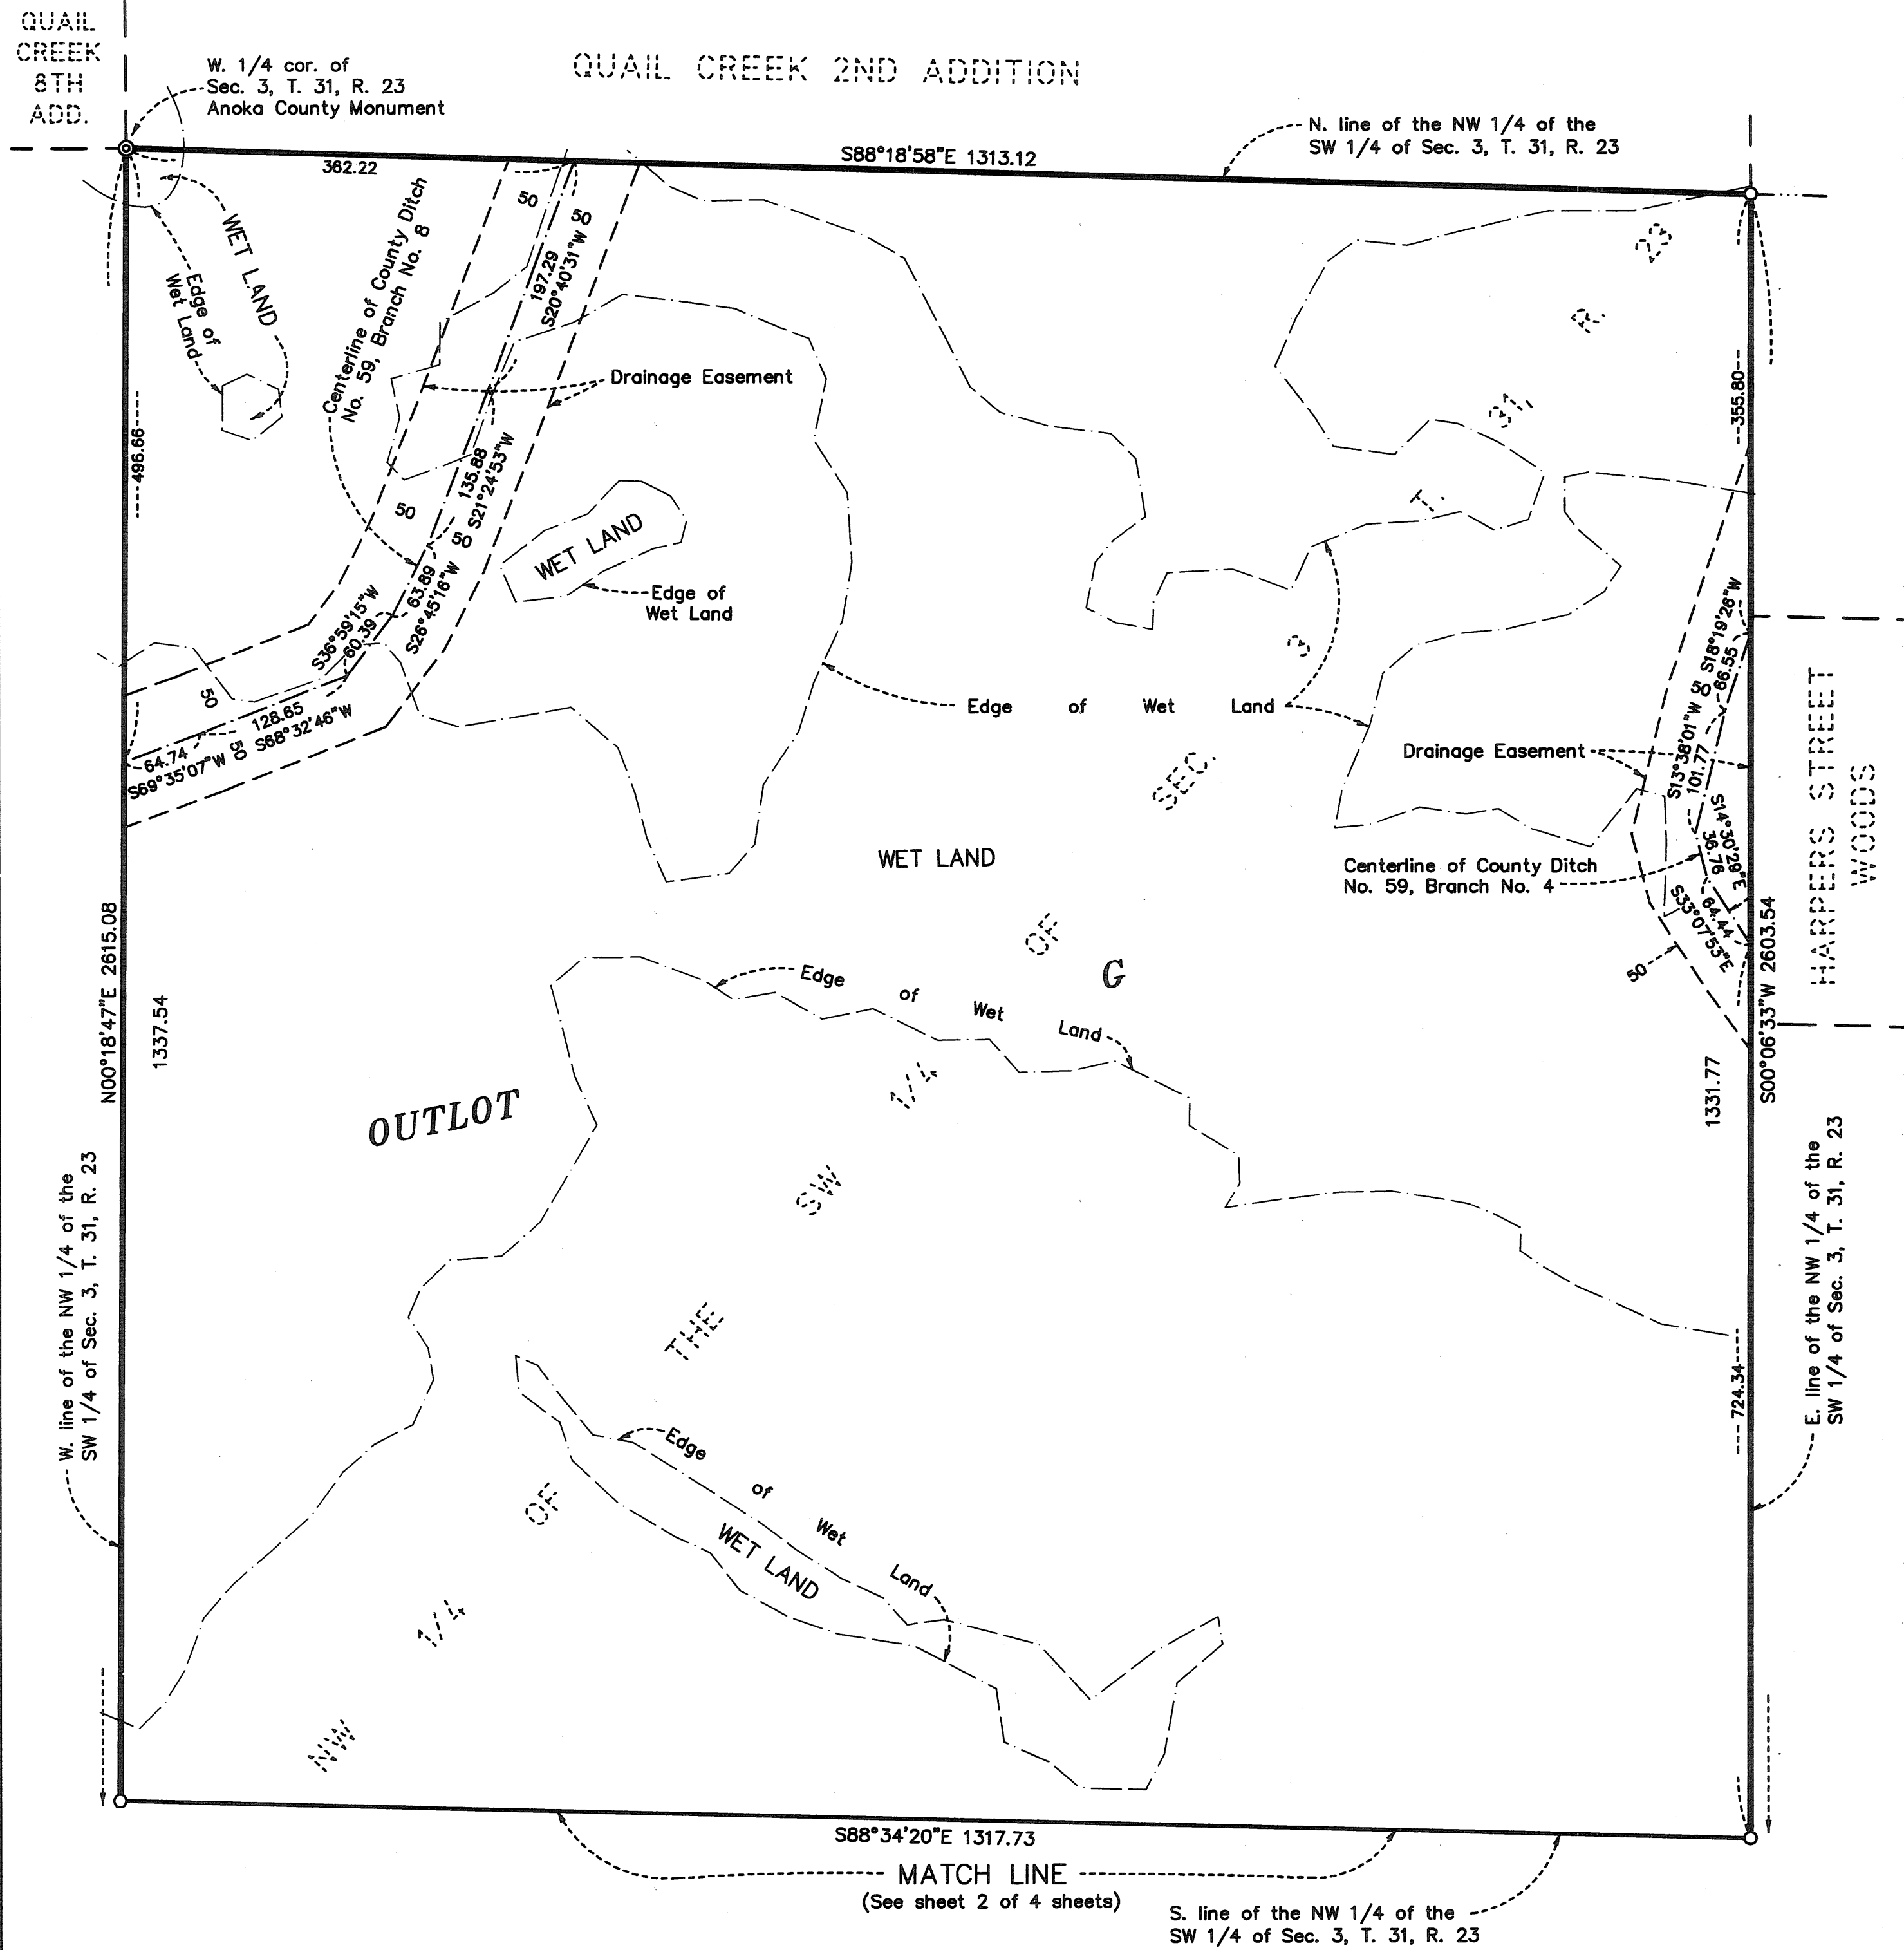 QUAIL
CREEK
8TH
ADD.
W. 1/4 cor. of
Sec. 3, T. 31, R. 23
Anoka County Monument
QUAIL CREEK 2ND ADDITION
N. line of the NW 1/4 of the
SW 1/4 of Sec. 3, T. 31, R. 23
362.22
S88°18'58"E 1313.12
WET LAND
Edge of
Wet Land
Centerline of County Ditch
No. 59, Branch No. 8
50
50
197.29
S20°40'31"W
Drainage Easement
496.66
355.80
135.88
S21°24'53"W
50
50
63.89
S26°45'16"W
S36°59'15"W
60.39
WET LAND
Edge of
Wet Land
50
128.65
S68°32'46"W
64.74
S69°35'07"W
50
Edge of Wet Land
Drainage Easement
S18°19'26"W
66.55
50
S13°38'01"W
101.77
S14°30'29"E
36.76
64.44
S33°07'53"E
50
Centerline of County Ditch
No. 59, Branch No. 4
HARPERS STREET
WOODS
WET LAND
N00°18'47"E 2615.08
1337.54
Edge of Wet Land
OUTLOT G
1331.77
S00°06'33"W 2603.54
W. line of the NW 1/4 of the
SW 1/4 of Sec. 3, T. 31, R. 23
E. line of the NW 1/4 of the
SW 1/4 of Sec. 3, T. 31, R. 23
724.34
Edge of Wet Land
WET LAND
NW 1/4 OF THE SW 1/4 OF SEC. 3 T. 31, R. 23
S88°34'20"E 1317.73
MATCH LINE
(See sheet 2 of 4 sheets)
S. line of the NW 1/4 of the
SW 1/4 of Sec. 3, T. 31, R. 23